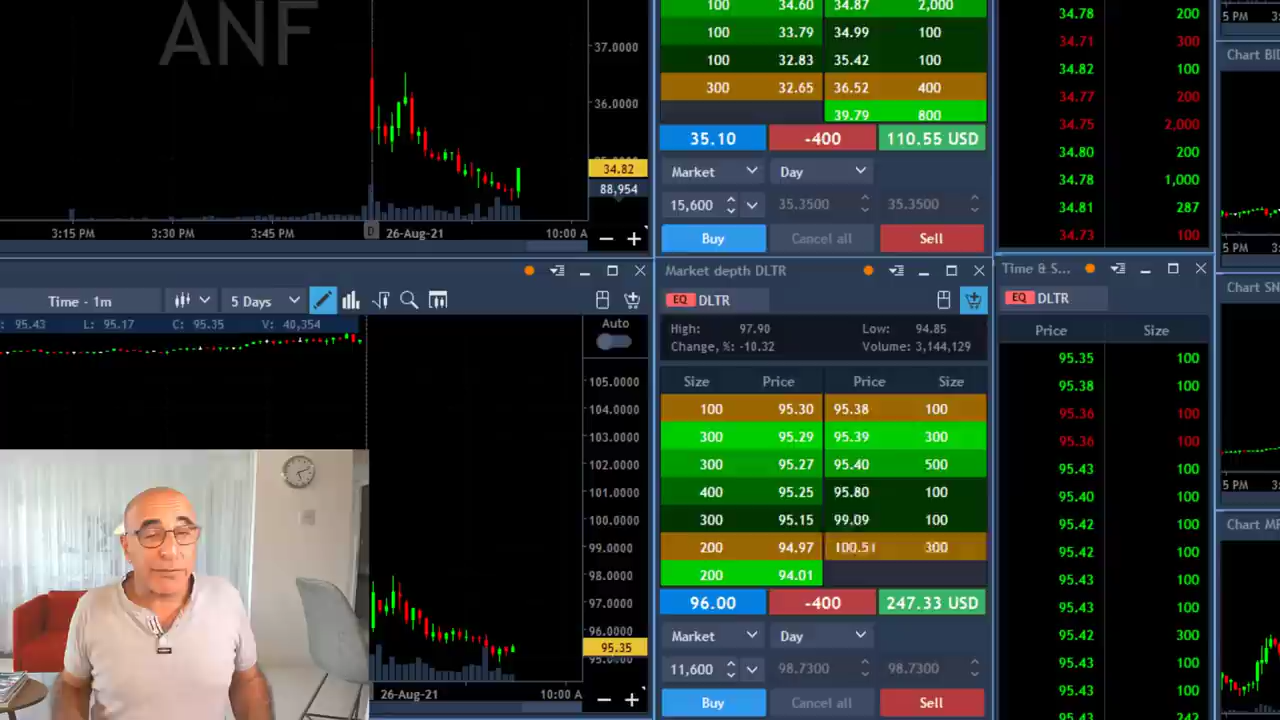 ANF
37.0000
36.0000
34.82
88,954
3:15 PM 3:30 PM 3:45 PM D 26-Aug-21 10:00 A
100 34.60 34.87 2,000
100 33.79 34.99 100
100 32.83 35.42 100
300 32.65 36.52 400
39.79 800
35.10 -400 110.55 USD
Market Day
15,600 35.3500 35.3500
Buy Cancel all Sell
34.78 200
34.71 300
34.82 100
34.77 200
34.75 2,000
34.80 200
34.78 1,000
34.81 287
34.73 100
5 PM
Chart BID
5 PM
Chart SN
5 PM
Chart MF
Time - 1m 5 Days
95.43 L: 95.17 C: 95.35 V: 40,354
Auto
105.0000
104.0000
103.0000
102.0000
101.0000
100.0000
99.0000
98.0000
97.0000
96.0000
95.35
26-Aug-21 10:00 A
Market depth DLTR
EQ DLTR
High: 97.90 Low: 94.85
Change, %: -10.32 Volume: 3,144,129
Size Price Price Size
100 95.30 95.38 100
300 95.29 95.39 300
300 95.27 95.40 500
400 95.25 95.80 100
300 95.15 99.09 100
200 94.97 100.51 300
200 94.01
96.00 -400 247.33 USD
Market Day
11,600 98.7300 98.7300
Buy Cancel all Sell
Time & S...
EQ DLTR
Price Size
95.35 100
95.38 100
95.36 100
95.36 100
95.43 100
95.40 100
95.42 100
95.42 100
95.43 100
95.43 100
95.42 300
95.43 100
95.43 100
95.43 242